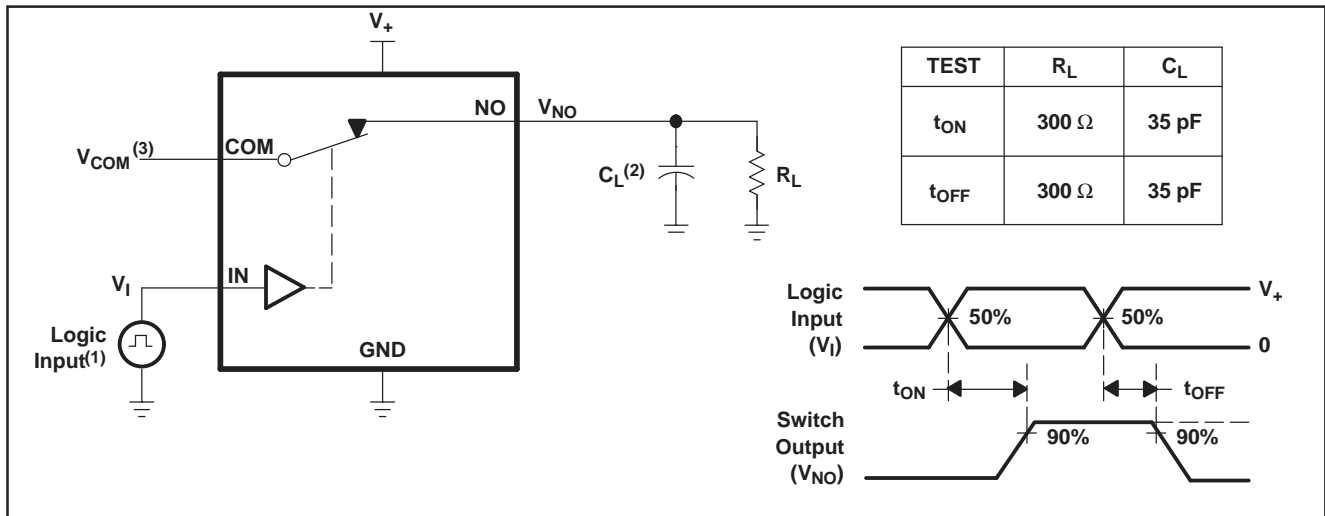 V+
NO
VNO
COM
VCOM(3)
CL(2)
RL
IN
VI
Logic
Input(1)
GND
TEST RL CL
tON 300 Ω 35 pF
tOFF 300 Ω 35 pF
Logic
Input
(VI)
50%
50%
V+
0
tON
tOFF
Switch
Output
(VNO)
90%
90%